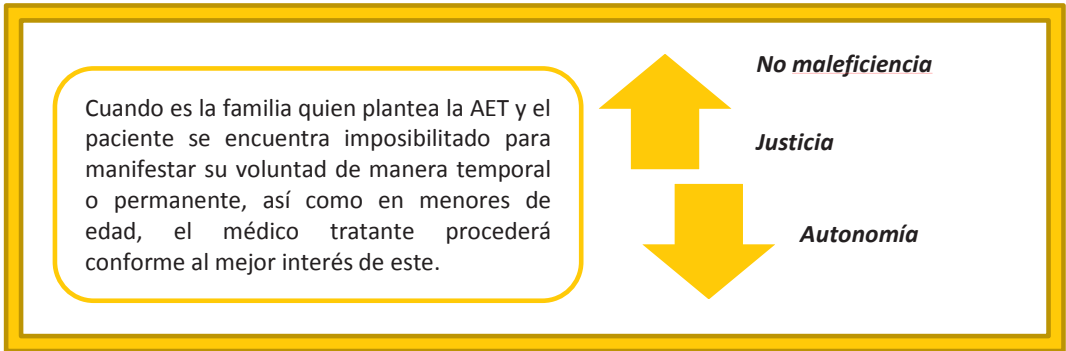 Cuando es la familia quien plantea la AET y el
paciente se encuentra imposibilitado para
manifestar su voluntad de manera temporal
o permanente, así como en menores de
edad, el médico tratante procederá
conforme al mejor interés de este.
No maleficiencia
Justicia
Autonomía